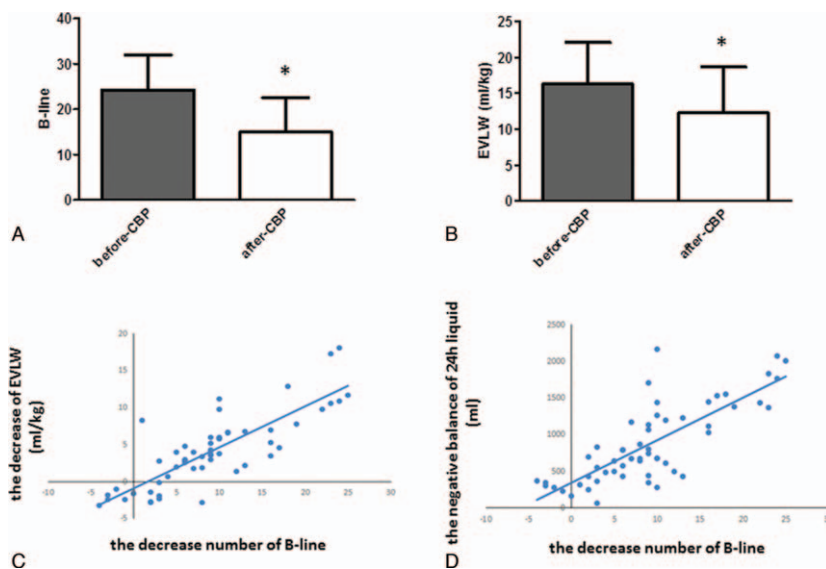 40
30
20
10
0
B-line
*
before-CBP
after-CBP
A
25
20
15
10
5
0
EVLW (ml/kg)
*
before-CBP
after-CBP
B
20
15
10
5
0
-5
-10
-5
0
5
10
15
20
25
30
the decrease of EVLW
(ml/kg)
the decrease number of B-line
C
2500
2000
1500
1000
500
0
-10
-5
0
5
10
15
20
25
30
the negative balance of 24h liquid
(ml)
the decrease number of B-line
D